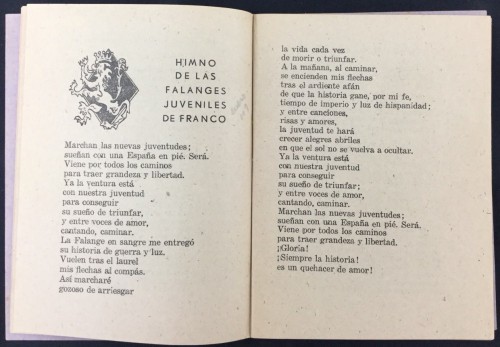 HIMNO
DE LAS
FALANGES
JUVENILES
DE FRANCO
Marchan las nuevas juventudes;
sueñan con una España en pié. Será.
Viene por todos los caminos
para traer grandeza y libertad.
Ya la ventura está
con nuestra juventud
para conseguir
su sueño de triunfar,
y entre voces de amor,
cantando, caminar.
La Falange en sangre me entregó
su historia de guerra y luz.
Vuelen tras el laurel
mis flechas al compás.
Así marcharé
gozoso de arriesgar
la vida cada vez
de morir o triunfar.
A la mañana, al caminar,
se encienden mis flechas
tras el ardiente afán
de que la historia gane, por mi fe,
tiempo de imperio y luz de hispanidad;
y entre canciones,
risas y amores,
la juventud te hará
crecer alegres abriles
en que el sol no se vuelva a ocultar.
Ya la ventura está
con nuestra juventud
para conseguir
su sueño de triunfar;
y entre voces de amor,
cantando, caminar.
Marchan las nuevas juventudes;
sueñan con una España en pié. Será.
Viene por todos los caminos
para traer grandeza y libertad.
¡Gloria!
¡Siempre la historia!
es un quehacer de amor!